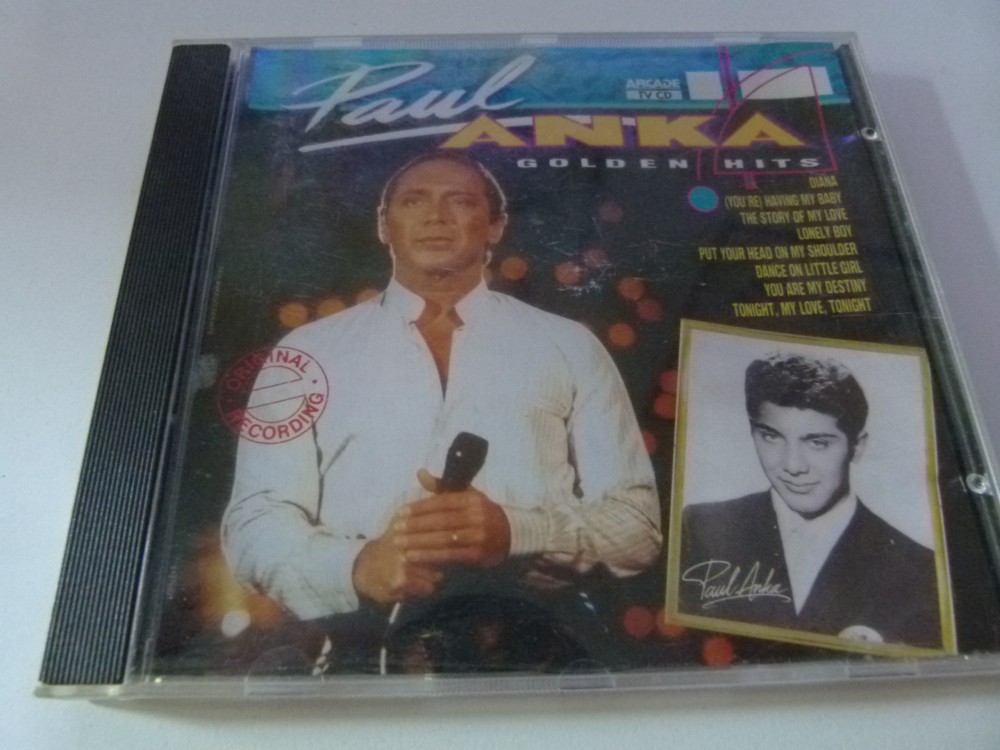 Paul
ANKA
GOLDEN HITS
ARCADE
TV CD
DIANA
(YOU'RE) HAVING MY BABY
THE STORY OF MY LOVE
LONELY BOY
PUT YOUR HEAD ON MY SHOULDER
DANCE ON LITTLE GIRL
YOU ARE MY DESTINY
TONIGHT, MY LOVE, TONIGHT
ORIGINAL • RECORDING •
Paul Anka